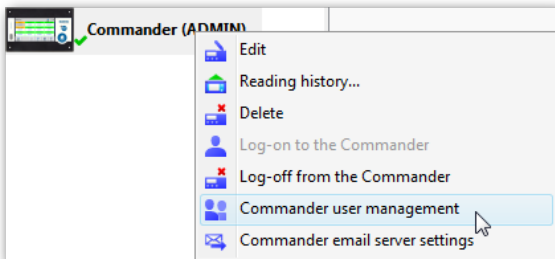 Commander (ADMIN)
Edit
Reading history...
Delete
Log-on to the Commander
Log-off from the Commander
Commander user management
Commander email server settings